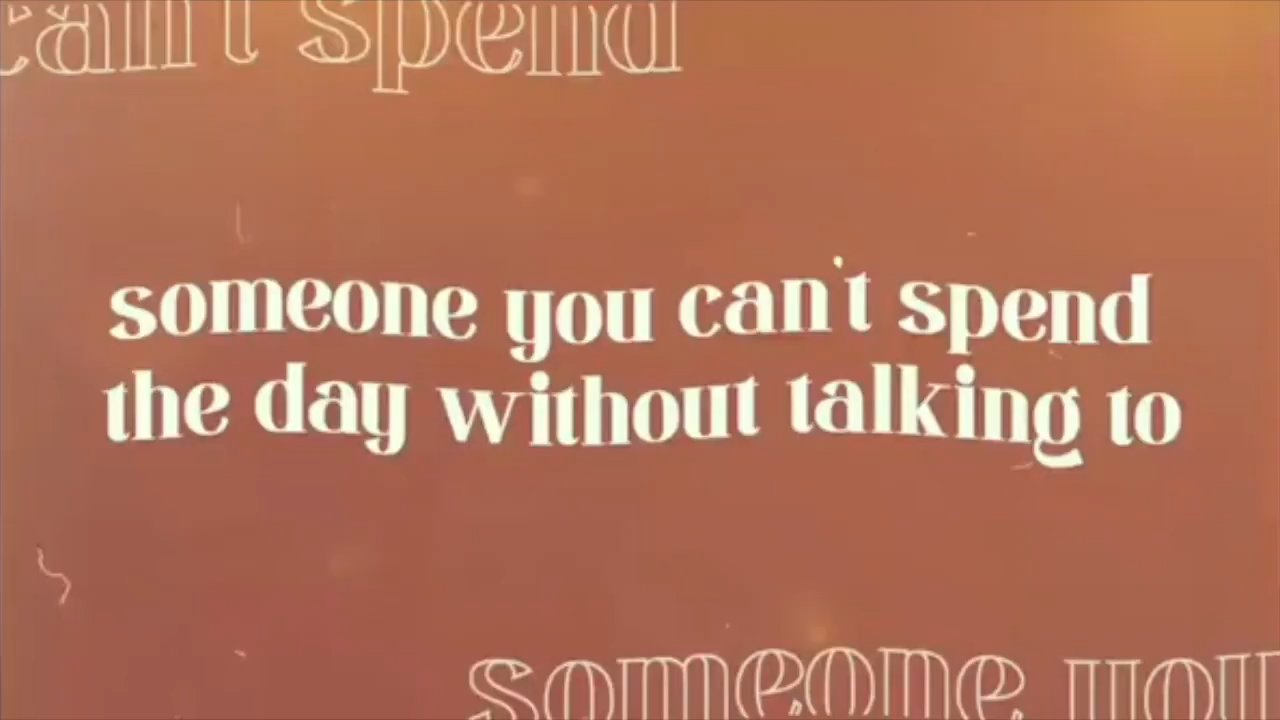 can't spend
someone you can't spend
the day without talking to
someone you